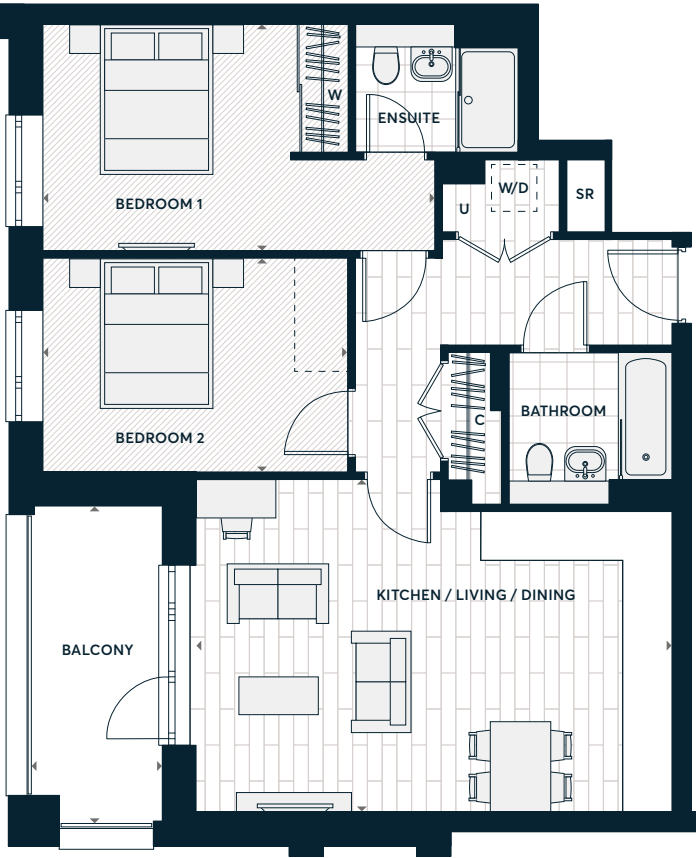 W
ENSUITE
W/D
SR
U
BEDROOM 1
BEDROOM 2
BATHROOM
C
KITCHEN / LIVING / DINING
BALCONY